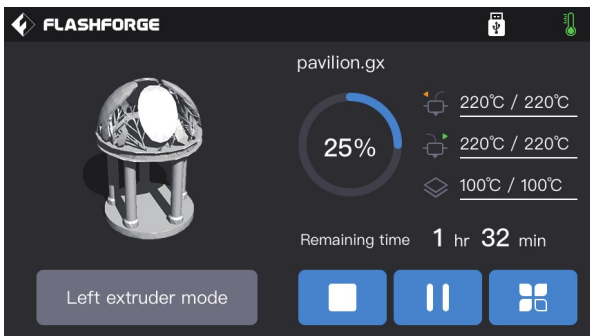 FLASHFORGE
pavilion.gx
25%
220℃ / 220℃
220℃ / 220℃
100℃ / 100℃
Remaining time 1 hr 32 min
Left extruder mode